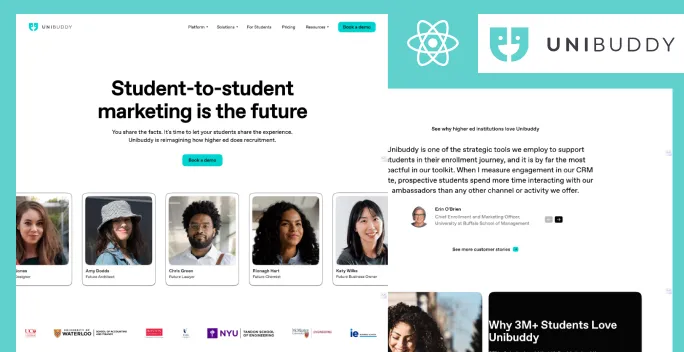 UNIBUDDY
Platform
Solutions
For Students
Pricing
Resources
Book a demo
Student-to-student
marketing is the future
You share the facts. It's time to let your students share the experience.
Unibuddy is reimagining how higher ed does recruitment.
Book a demo
Amy Dodds
Future Architect
Chris Green
Future Lawyer
Rionagh Hart
Future Chemist
Katy Wilks
Future Business Owner
UNIVERSITY OF
WATERLOO
SCHOOL OF ACCOUNTING
AND FINANCE
NYU
TANDON SCHOOL
OF ENGINEERING
ie
UNIBUDDY
See why higher ed institutions love Unibuddy
Unibuddy is one of the strategic tools we employ to support
students in their enrollment journey, and it is by far the most
pactful in our toolkit. When I measure engagement in our CRM
te, prospective students spend more time interacting with our
ambassadors than any other channel or activity we offer.
Erin O'Brien
Chief Enrollment and Marketing Officer
University at Buffalo School of Management
See more customer stories
Why 3M+ Students Love
Unibuddy